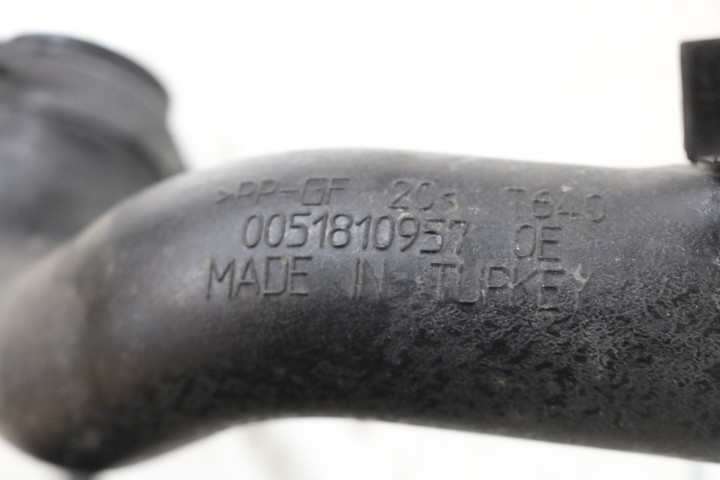 >PP-GF 20< T640
0051810957 0E
MADE IN TURKEY